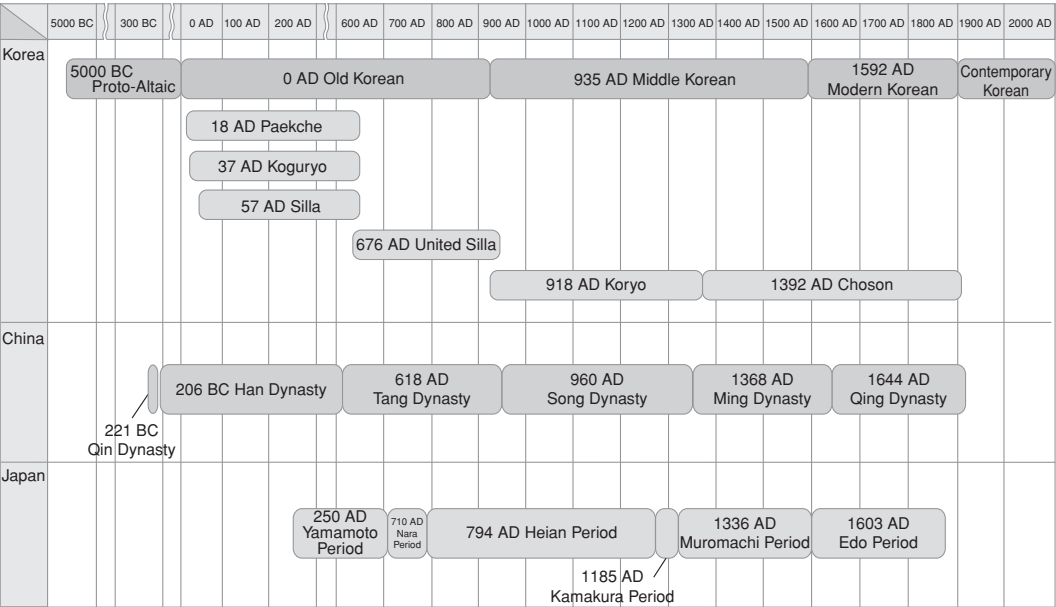 5000 BC 300 BC 0 AD 100 AD 200 AD 600 AD 700 AD 800 AD 900 AD 1000 AD 1100 AD 1200 AD 1300 AD 1400 AD 1500 AD 1600 AD 1700 AD 1800 AD 1900 AD 2000 AD
Korea
5000 BC
Proto-Altaic
0 AD Old Korean
935 AD Middle Korean
1592 AD
Modern Korean
Contemporary
Korean
18 AD Paekche
37 AD Koguryo
57 AD Silla
676 AD United Silla
918 AD Koryo
1392 AD Choson
China
221 BC
Qin Dynasty
206 BC Han Dynasty
618 AD
Tang Dynasty
960 AD
Song Dynasty
1368 AD
Ming Dynasty
1644 AD
Qing Dynasty
Japan
250 AD
Yamamoto
Period
710 AD
Nara
Period
794 AD Heian Period
1185 AD
Kamakura Period
1336 AD
Muromachi Period
1603 AD
Edo Period